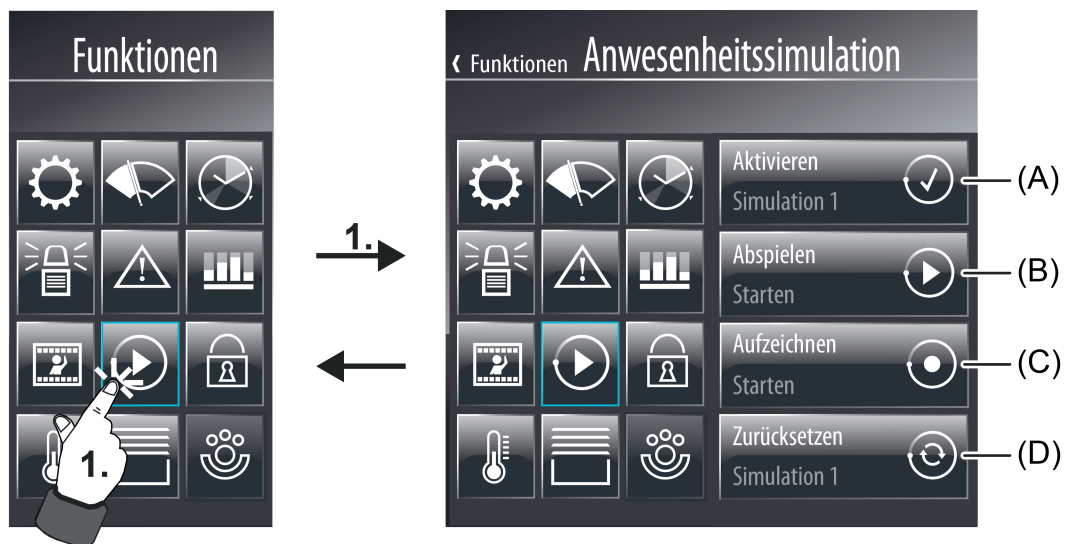 Funktionen
1.
1.
‹ Funktionen Anwesenheitssimulation
Aktivieren
Simulation 1
(A)
Abspielen
Starten
(B)
Aufzeichnen
Starten
(C)
Zurücksetzen
Simulation 1
(D)